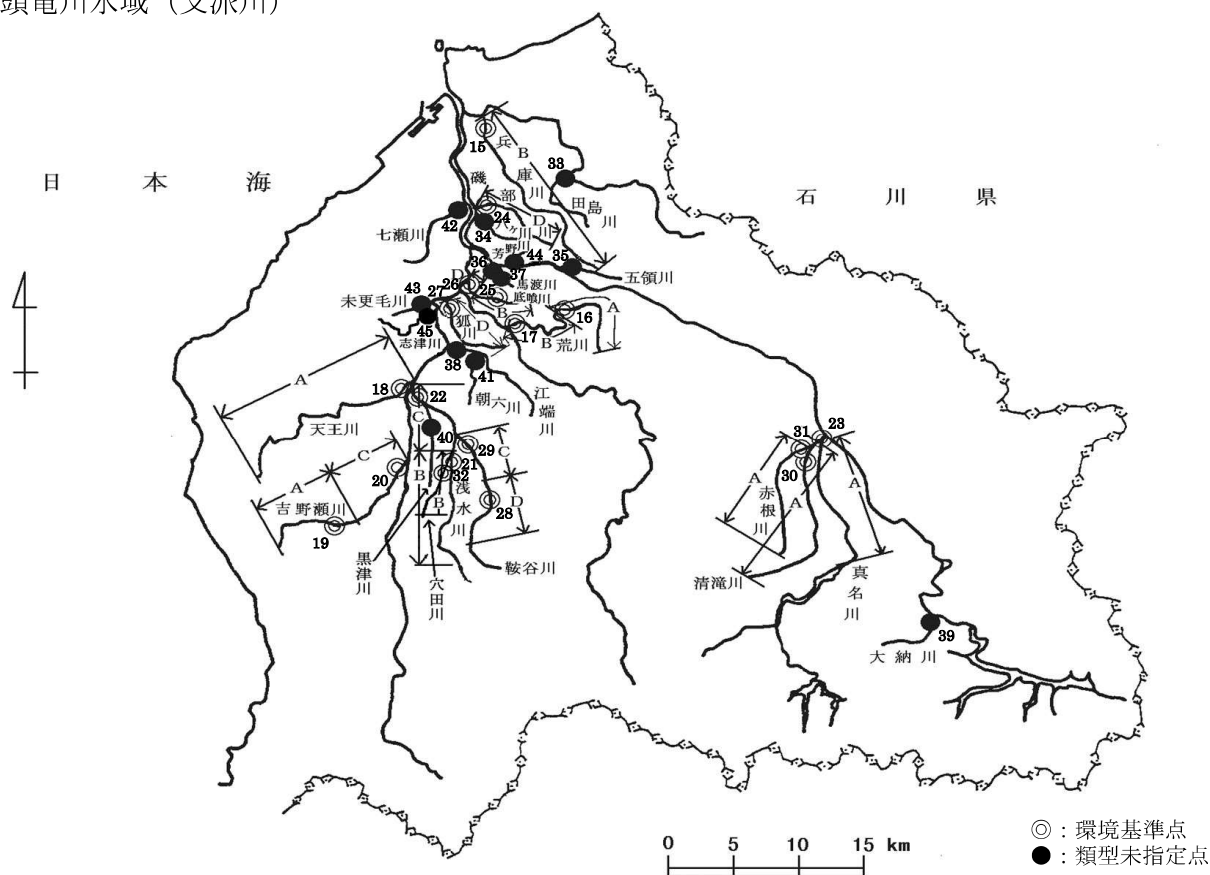 頭竜川水域（支派川）
日本海
石川県
15
兵庫川
B
33
田島川
磯部川
24
D
八ケ川
34
42
七瀬川
芳野川
44
35
五領川
36
37
馬渡川
D
26
25
底喰川
43
27
未更毛川
B
16
A
狐川
D
17
B
荒川
45
志津川
38
41
朝六川
江端川
A
18
22
天王川
C
40
29
C
21
32
20
C
B
B
浅水川
A
吉野瀬川
D
28
19
黒津川
穴田川
鞍谷川
31
23
30
A
赤根川
A
A
清滝川
真名川
39
大納川
◎：環境基準点
●：類型未指定点
0 5 10 15 km